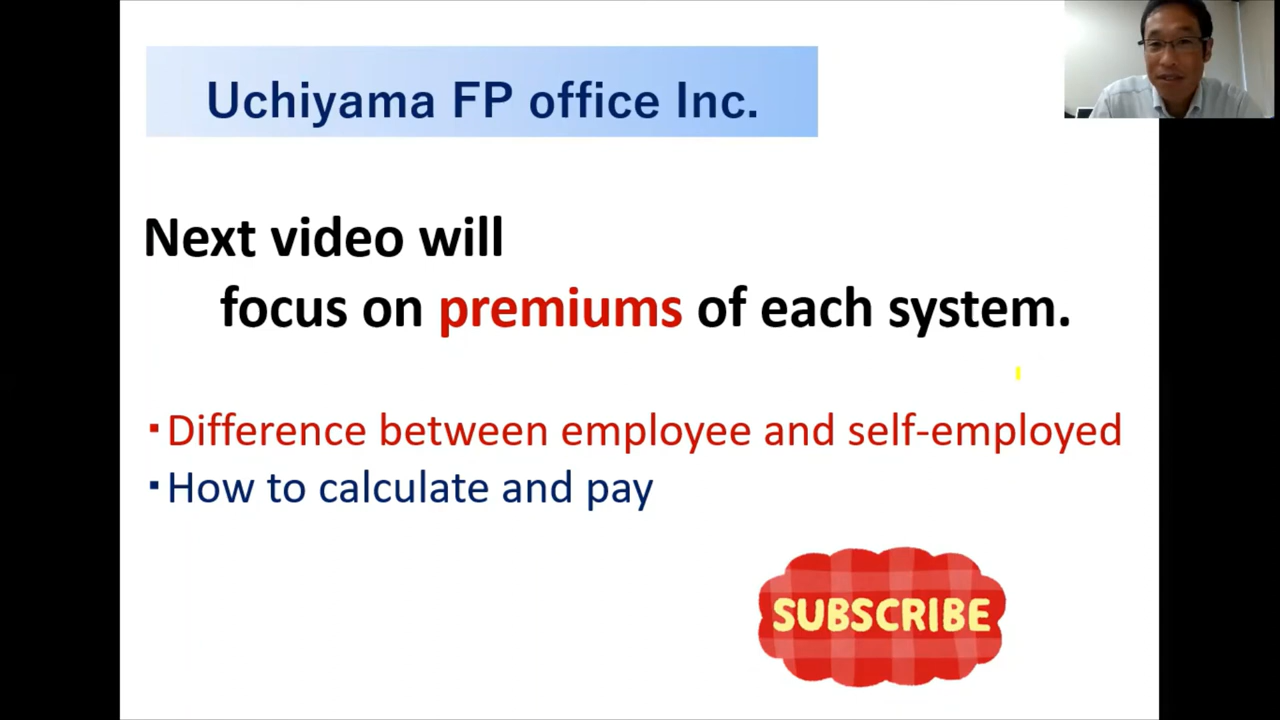 Uchiyama FP office Inc.
Next video will
focus on premiums of each system.
・Difference between employee and self-employed
・How to calculate and pay
SUBSCRIBE